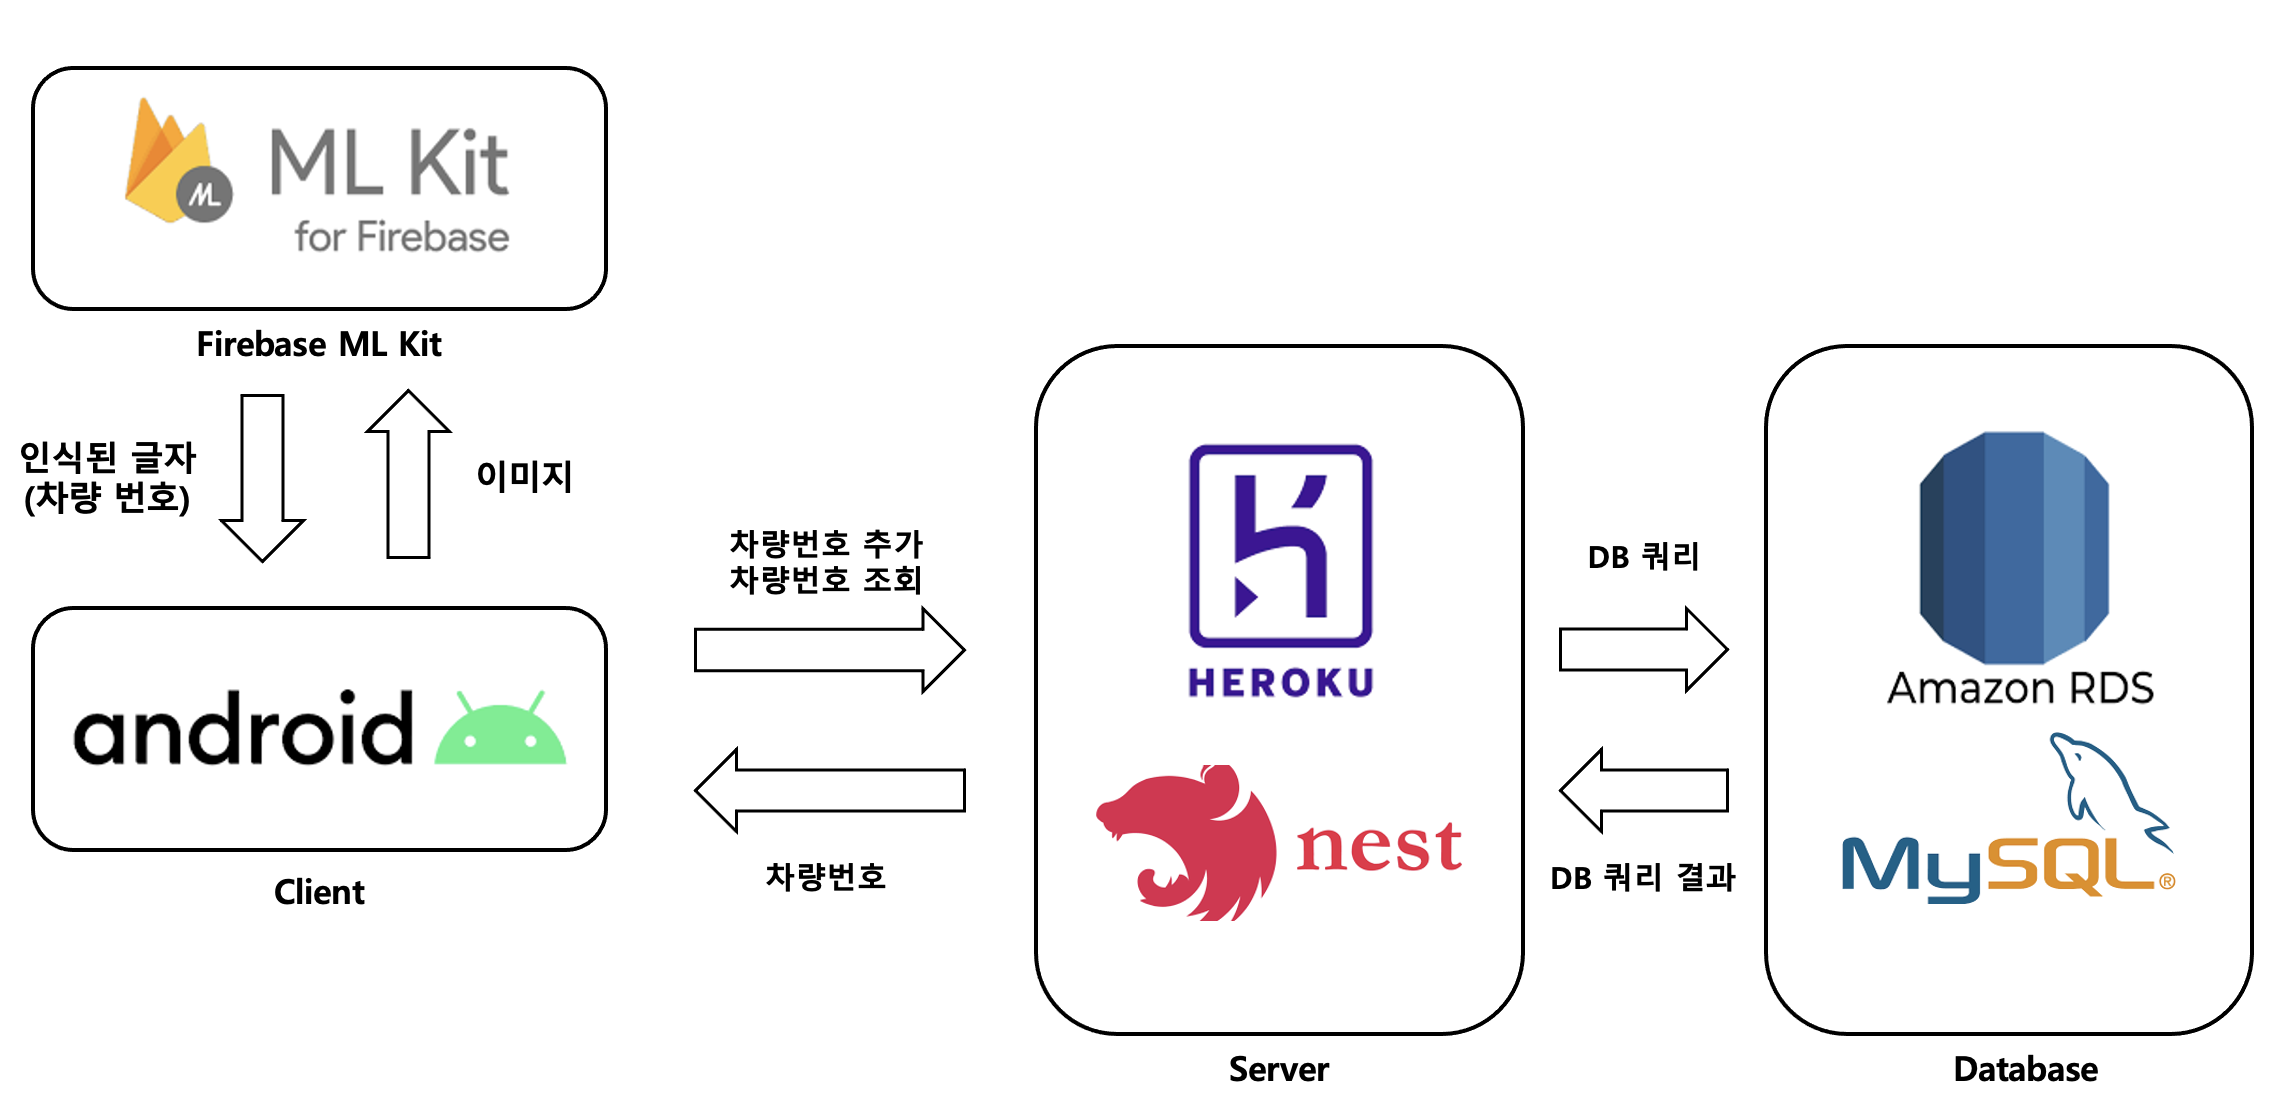 ML
ML Kit
for Firebase
Firebase ML Kit
인식된 글자
(차량 번호)
이미지
android
Client
차량번호 추가
차량번호 조회
차량번호
HEROKU
nest
Server
DB 쿼리
DB 쿼리 결과
Amazon RDS
MySQL®
Database